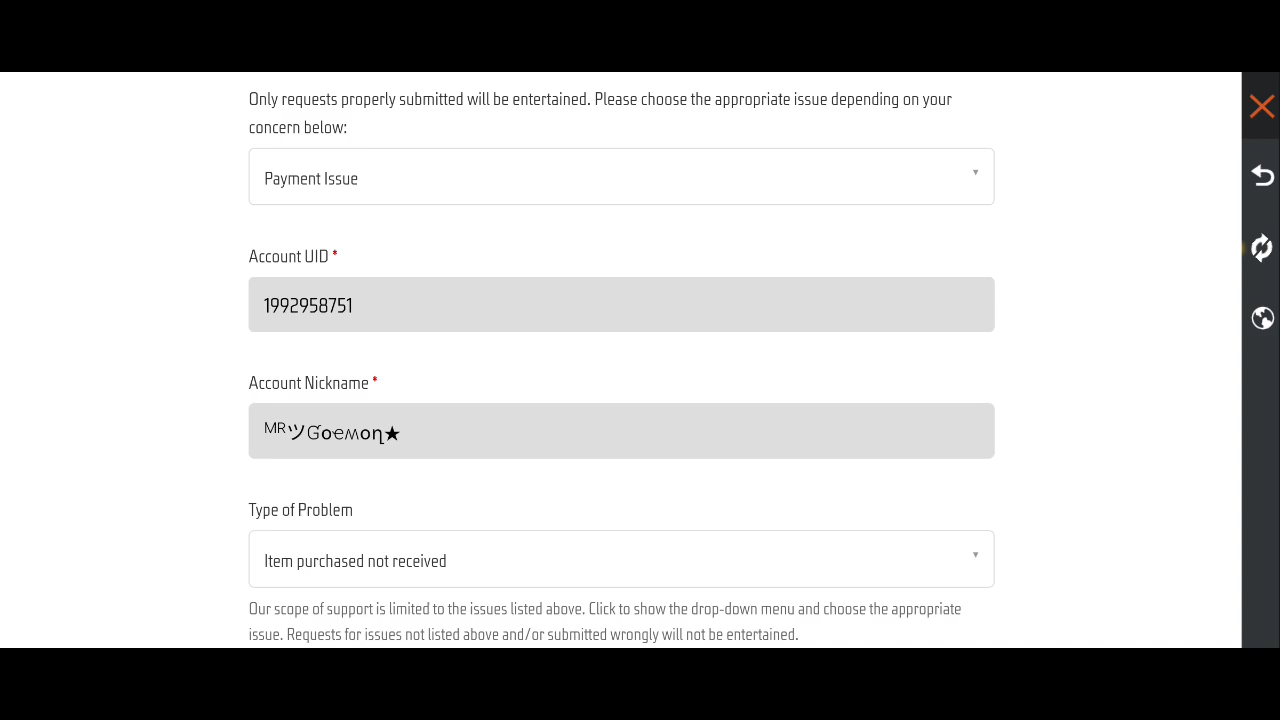 Only requests properly submitted will be entertained. Please choose the appropriate issue depending on your
concern below:
Payment Issue
Account UID *
1992958751
Account Nickname *
ᴹᴿツƓoҽʍoɳ★
Type of Problem
Item purchased not received
Our scope of support is limited to the issues listed above. Click to show the drop-down menu and choose the appropriate
issue. Requests for issues not listed above and/or submitted wrongly will not be entertained.